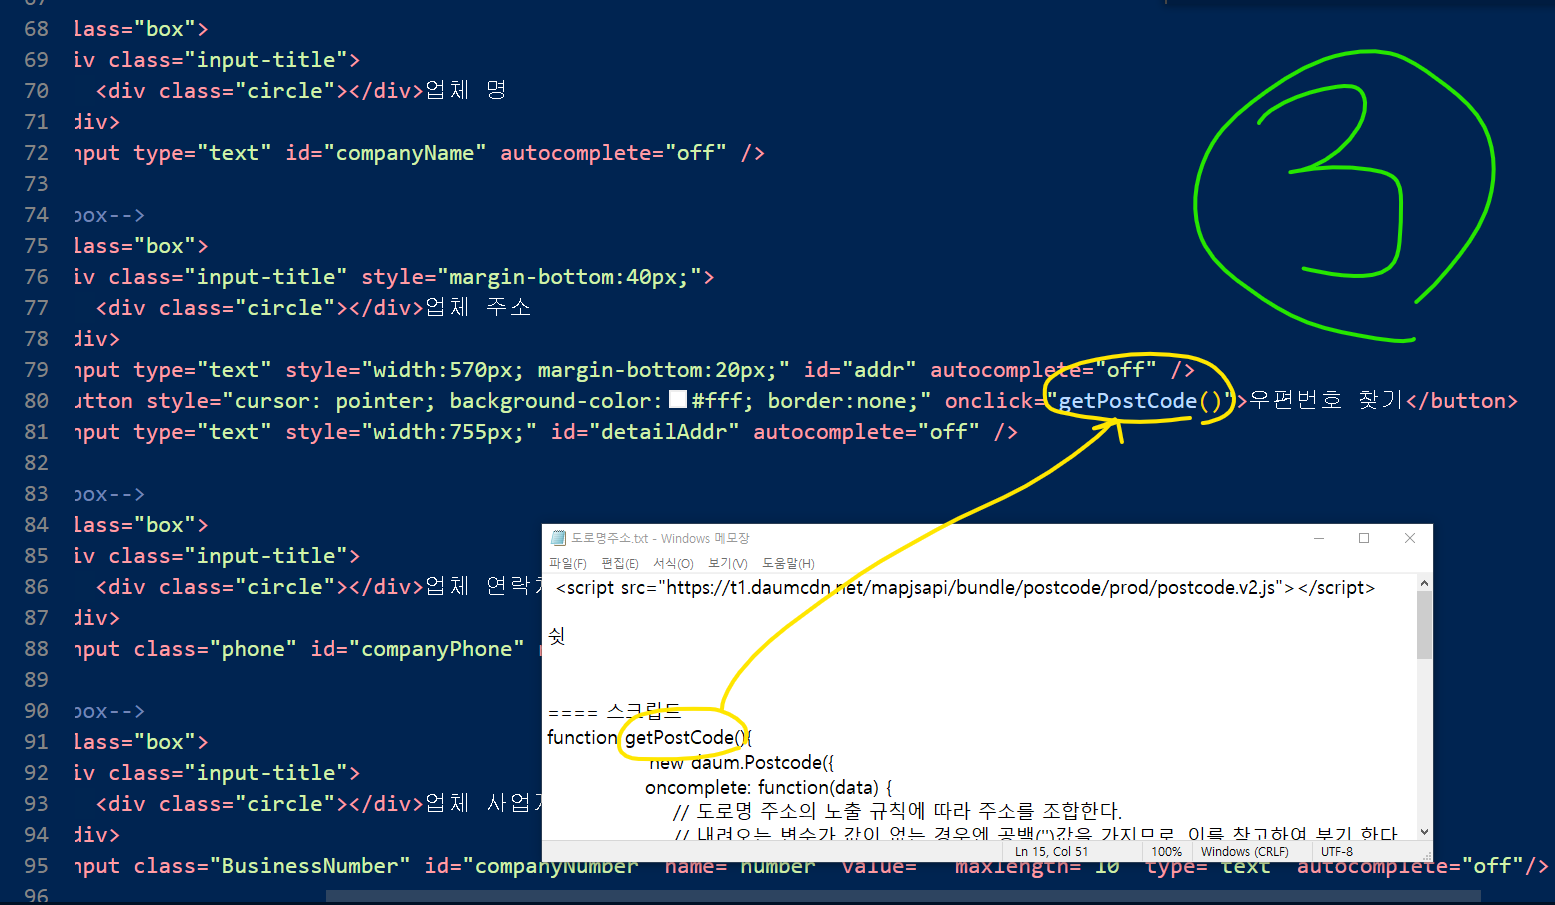 68 lass="box">
69 iv class="input-title">
70 <div class="circle"></div>업체 명
71 div>
72 nput type="text" id="companyName" autocomplete="off" />
73
74 box-->
75 lass="box">
76 iv class="input-title" style="margin-bottom:40px;">
77 <div class="circle"></div>업체 주소
78 div>
79 nput type="text" style="width:570px; margin-bottom:20px;" id="addr" autocomplete="off" />
80 utton style="cursor: pointer; background-color:#fff; border:none;" onclick="getPostCode()">우편번호 찾기</button>
81 nput type="text" style="width:755px;" id="detailAddr" autocomplete="off" />
82
83 box-->
84 lass="box">
85 iv class="input-title">
86 <div class="circle"></div>업체 연락
87 div>
88 nput class="phone" id="companyPhone"
89
90 box-->
91 lass="box">
92 iv class="input-title">
93 <div class="circle"></div>업체 사업
94 div>
95 nput class="BusinessNumber" id="companyNumber name= number value= maxlength= 10 type= text autocomplete="off"/>
96
3
도로명주소.txt - Windows 메모장
파일(F) 편집(E) 서식(O) 보기(V) 도움말(H)
<script src="https://t1.daumcdn.net/mapjsapi/bundle/postcode/prod/postcode.v2.js"></script>
쉿
==== 스크립트
function getPostCode(){
new daum.Postcode({
oncomplete: function(data) {
// 도로명 주소의 노출 규칙에 따라 주소를 조합한다.
// 내려오는 변수가 값이 없는 경우엔 공백('')값을 가지므로, 이를 참고하여 분기 한다
Ln 15, Col 51 100% Windows (CRLF) UTF-8